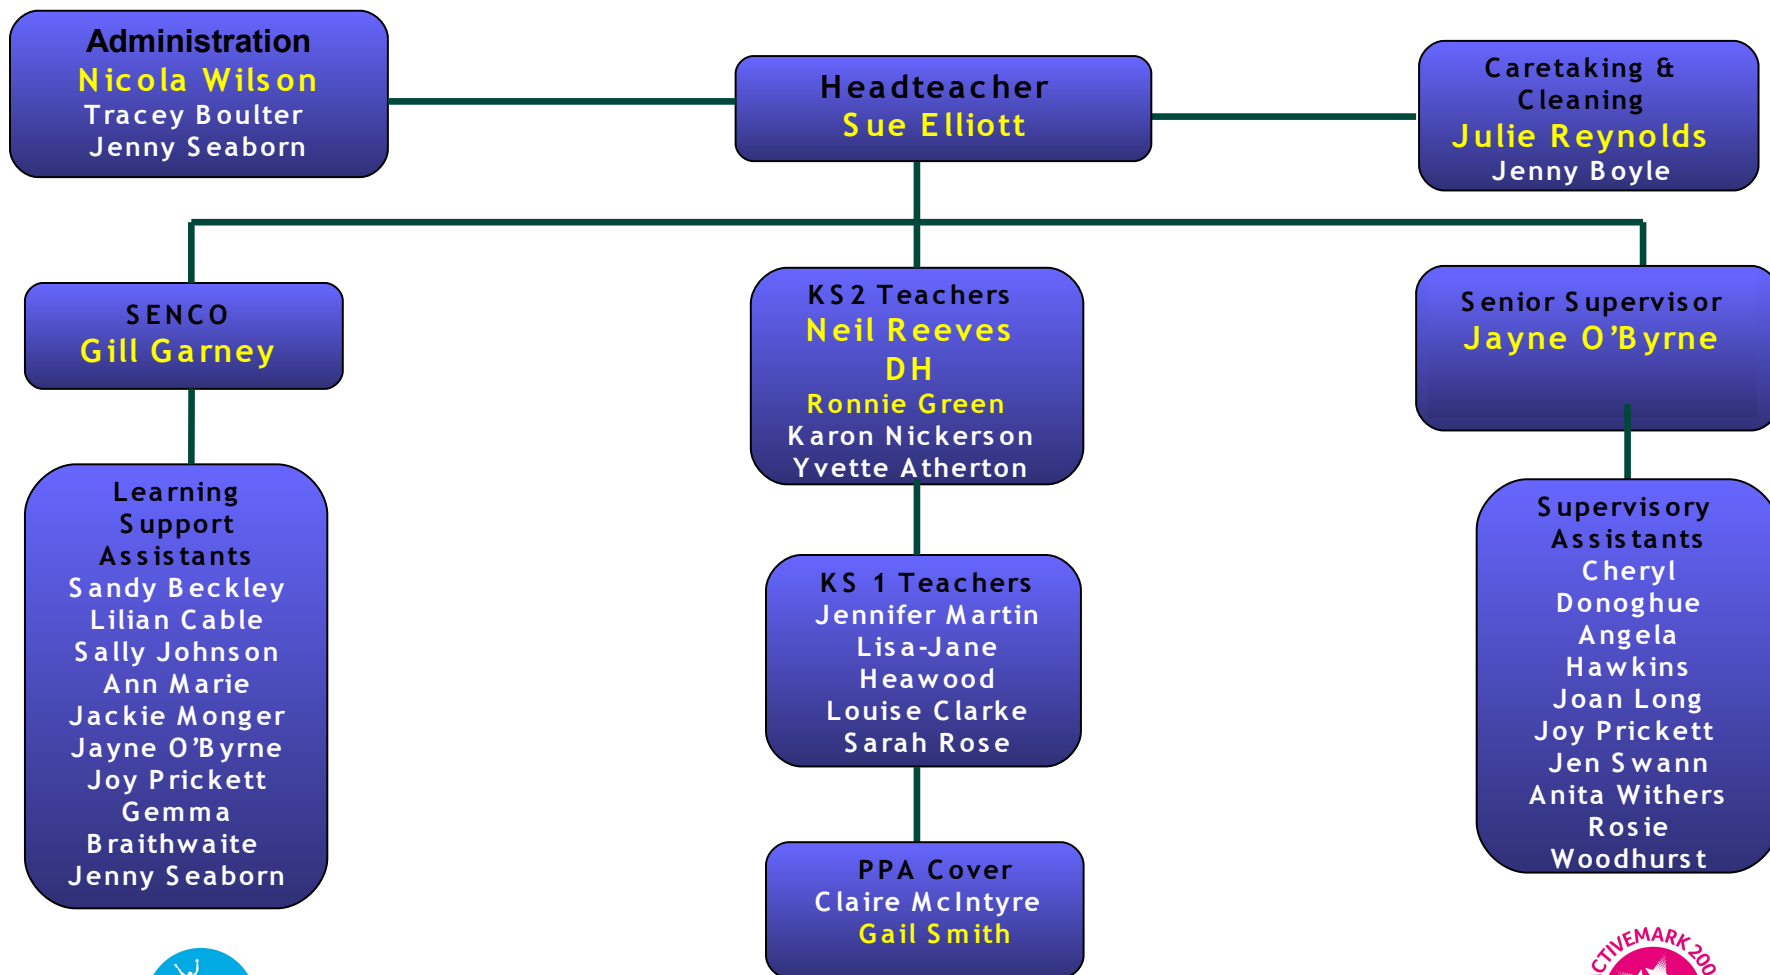 Administration
Nicola Wilson
Tracey Boulter
Jenny Seaborn
Headteacher
Sue Elliott
Caretaking &
Cleaning
Julie Reynolds
Jenny Boyle
SENCO
Gill Garney
KS2 Teachers
Neil Reeves
DH
Ronnie Green
Karon Nickerson
Yvette Atherton
Senior Supervisor
Jayne O'Byrne
Learning
Support
Assistants
Sandy Beckley
Lilian Cable
Sally Johnson
Ann Marie
Jackie Monger
Jayne O'Byrne
Joy Prickett
Gemma
Braithwaite
Jenny Seaborn
KS 1 Teachers
Jennifer Martin
Lisa-Jane
Heawood
Louise Clarke
Sarah Rose
Supervisory
Assistants
Cheryl
Donoghue
Angela
Hawkins
Joan Long
Joy Prickett
Jen Swann
Anita Withers
Rosie
Woodhurst
PPA Cover
Claire McIntyre
Gail Smith